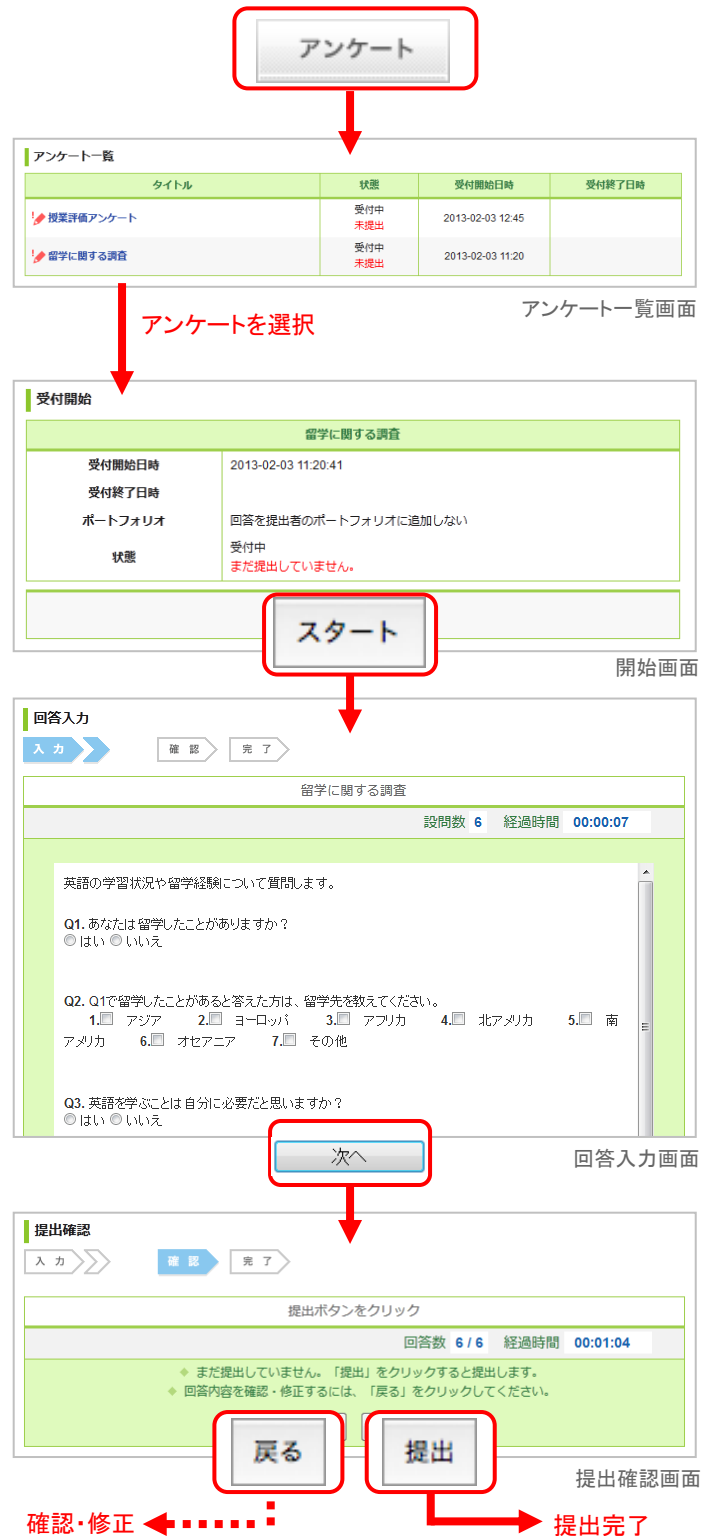 アンケート
アンケート一覧
タイトル 状態 受付開始日時 受付終了日時
授業評価アンケート 受付中 未提出 2013-02-03 12:45
留学に関する調査 受付中 未提出 2013-02-03 11:20
アンケート一覧画面
アンケートを選択
受付開始
留学に関する調査
受付開始日時 2013-02-03 11:20:41
受付終了日時
ポートフォリオ 回答を提出者のポートフォリオに追加しない
状態 受付中
まだ提出していません。
スタート
開始画面
回答入力
入力 確認 完了
留学に関する調査
設問数 6 経過時間 00:00:07
英語の学習状況や留学経験について質問します。
Q1. あなたは留学したことがありますか？
はい いいえ
Q2. Q1で留学したことがあると答えた方は、留学先を教えてください。
1. アジア 2. ヨーロッパ 3. アフリカ 4. 北アメリカ 5. 南
アメリカ 6. オセアニア 7. その他
Q3. 英語を学ぶことは自分に必要だと思いますか？
はい いいえ
次へ
回答入力画面
提出確認
入力 確認 完了
提出ボタンをクリック
回答数 6 / 6 経過時間 00:01:04
まだ提出していません。「提出」をクリックすると提出します。
回答内容を確認・修正するには、「戻る」をクリックしてください。
戻る 提出
提出確認画面
確認・修正 提出完了